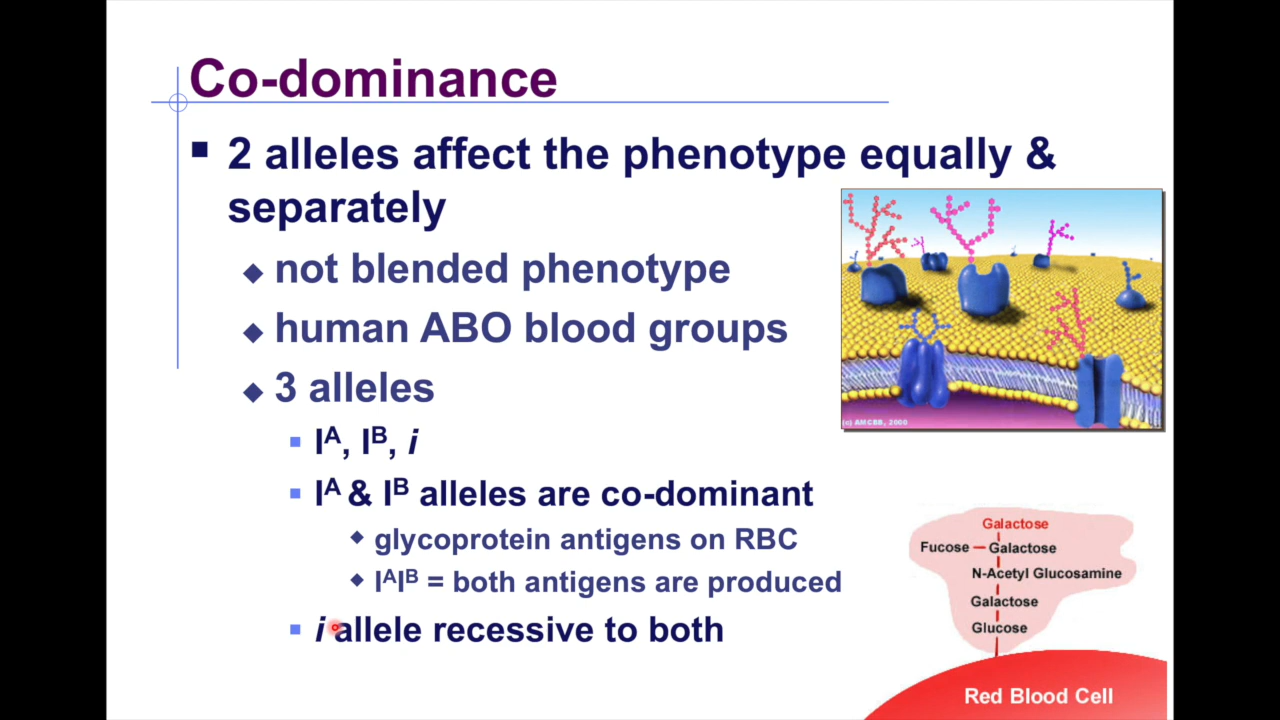 Co-dominance
2 alleles affect the phenotype equally &
separately
not blended phenotype
human ABO blood groups
3 alleles
Iᴬ, Iᴮ, i
Iᴬ & Iᴮ alleles are co-dominant
glycoprotein antigens on RBC
IᴬIᴮ = both antigens are produced
i allele recessive to both
(c) AMCBB, 2000
Galactose
Fucose – Galactose
N-Acetyl Glucosamine
Galactose
Glucose
Red Blood Cell